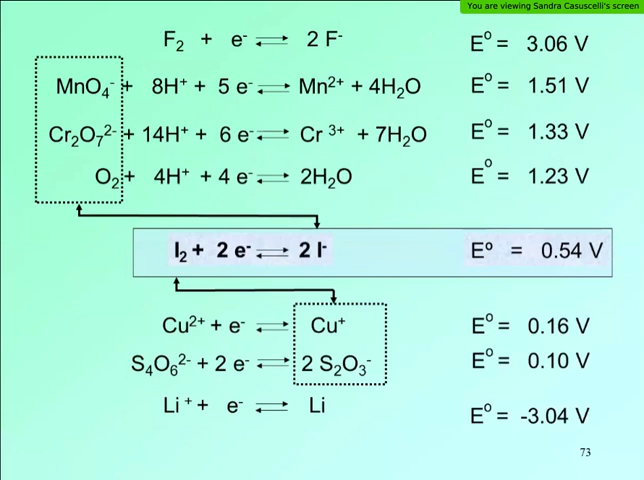 You are viewing Sandra Casuscelli's screen
F₂ + e⁻ ⇌ 2 F⁻ E° = 3.06 V
MnO₄⁻ + 8H⁺ + 5 e⁻ ⇌ Mn²⁺ + 4H₂O E° = 1.51 V
Cr₂O₇²⁻ + 14H⁺ + 6 e⁻ ⇌ Cr ³⁺ + 7H₂O E° = 1.33 V
O₂ + 4H⁺ + 4 e⁻ ⇌ 2H₂O E° = 1.23 V
I₂ + 2 e⁻ ⇌ 2 I⁻ Eº = 0.54 V
Cu²⁺ + e⁻ ⇌ Cu⁺ E° = 0.16 V
S₄O₆²⁻ + 2 e⁻ ⇌ 2 S₂O₃⁻ E° = 0.10 V
Li ⁺ + e⁻ ⇌ Li E° = -3.04 V
73